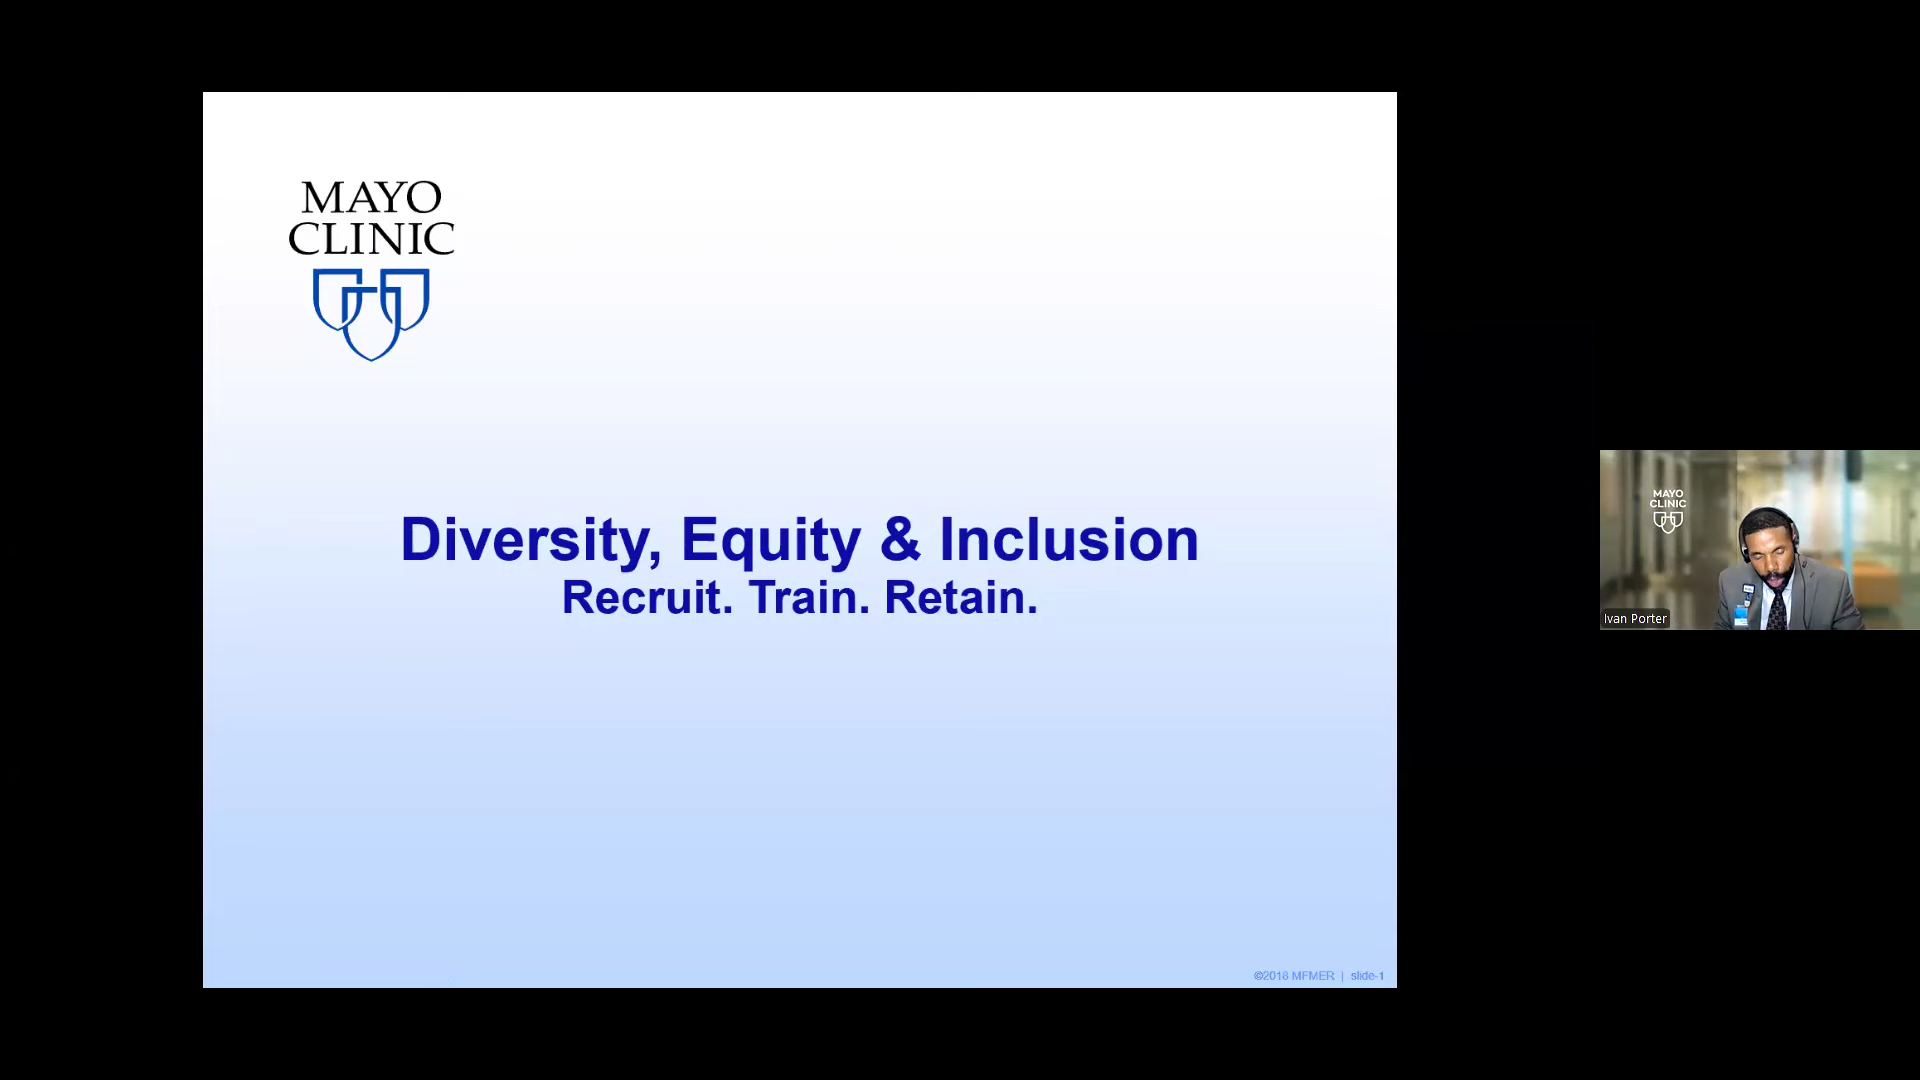 MAYO
CLINIC
Diversity, Equity & Inclusion
Recruit. Train. Retain.
©2018 MFMER | slide-1
MAYO
CLINIC
Ivan Porter